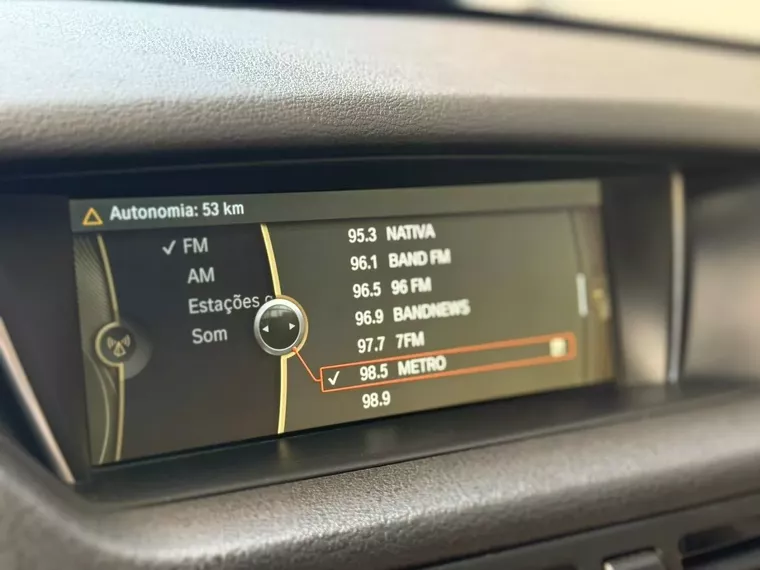 Autonomia: 53 km
✓ FM
AM
Estações
Som
95.3 NATIVA
96.1 BAND FM
96.5 96 FM
96.9 BANDNEWS
97.7 7FM
✓ 98.5 METRO
98.9